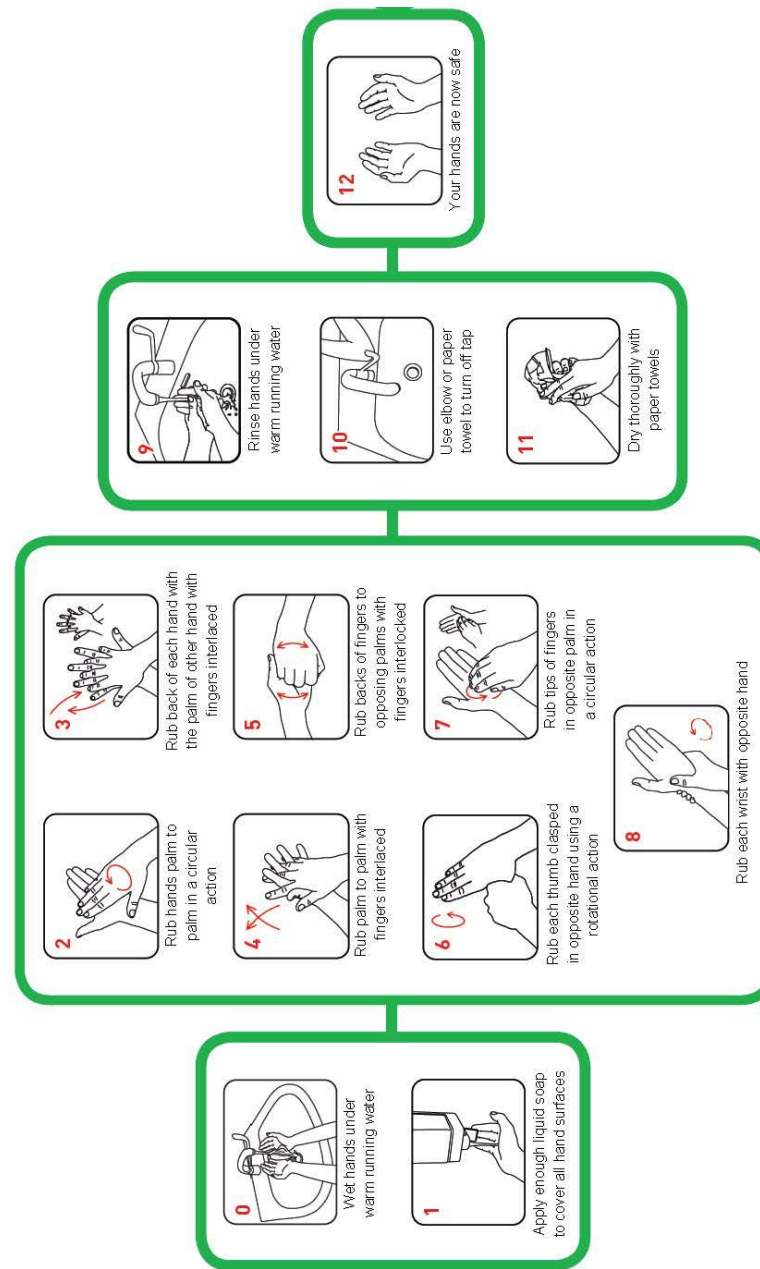 0
Wet hands under
warm running water
1
Apply enough liquid soap
to cover all hand surfaces
2
Rub hands palm to
palm in a circular
action
3
Rub back of each hand with
the palm of other hand with
fingers interlaced
4
Rub palm to palm with
fingers interlaced
5
Rub backs of fingers to
opposing palms with
fingers interlocked
6
Rub each thumb clasped
in opposite hand using a
rotational action
7
Rub tips of fingers
in opposite palm in
a circular action
8
Rub each wrist with opposite hand
9
Rinse hands under
warm running water
10
Use elbow or paper
towel to turn off tap
11
Dry thoroughly with
paper towels
12
Your hands are now safe